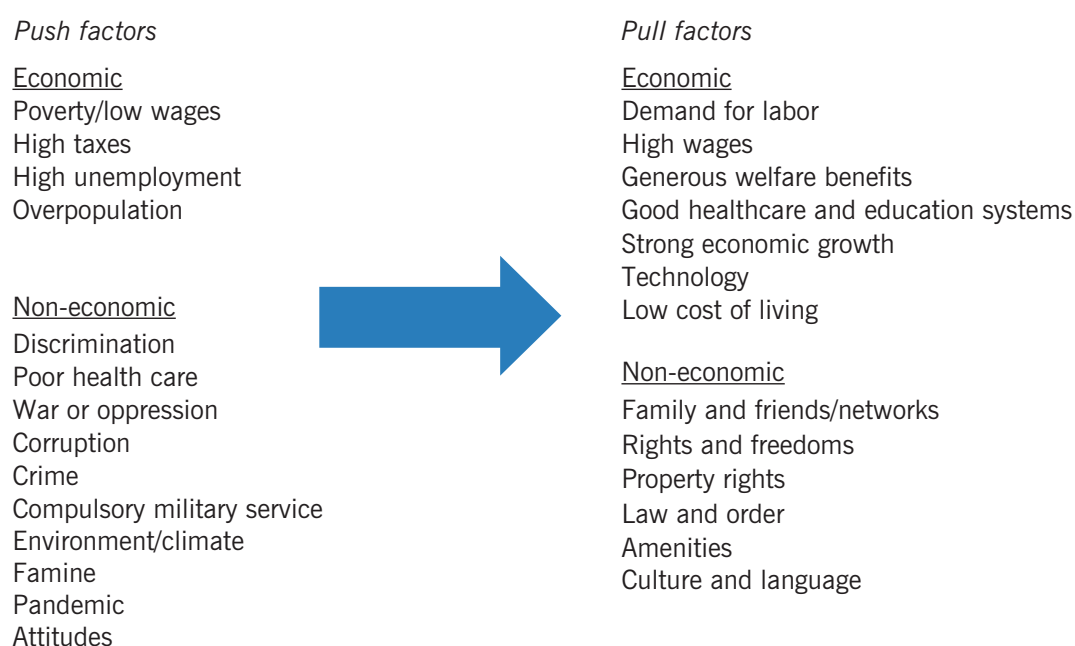 Push factors
Economic
Poverty/low wages
High taxes
High unemployment
Overpopulation
Non-economic
Discrimination
Poor health care
War or oppression
Corruption
Crime
Compulsory military service
Environment/climate
Famine
Pandemic
Attitudes
Pull factors
Economic
Demand for labor
High wages
Generous welfare benefits
Good healthcare and education systems
Strong economic growth
Technology
Low cost of living
Non-economic
Family and friends/networks
Rights and freedoms
Property rights
Law and order
Amenities
Culture and language